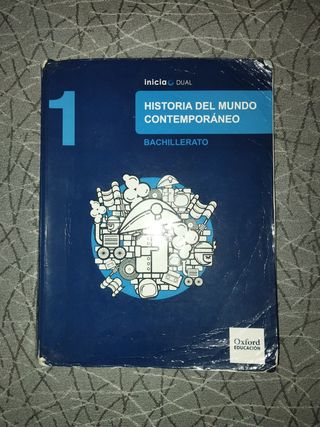 inicia DUAL
1
HISTORIA DEL MUNDO
CONTEMPORÁNEO
BACHILLERATO
Oxford
EDUCACIÓN